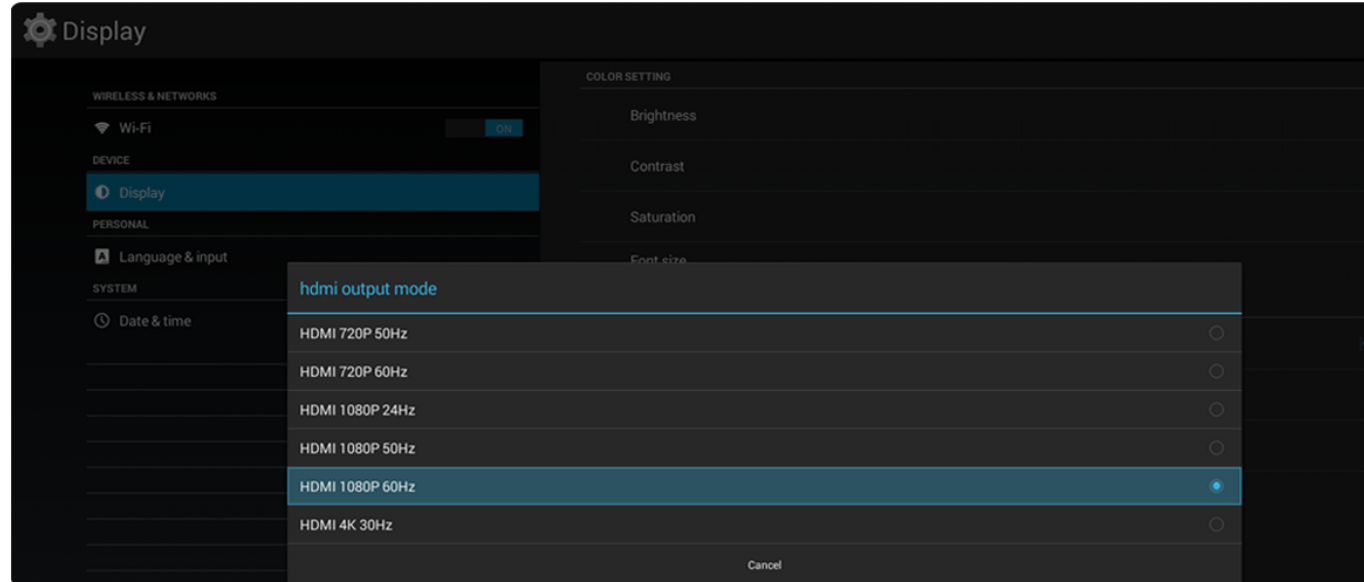 Display
WIRELESS & NETWORKS
Wi-Fi
ON
DEVICE
Display
PERSONAL
Language & input
SYSTEM
Date & time
COLOR SETTING
Brightness
Contrast
Saturation
Font size
hdmi output mode
HDMI 720P 50Hz
HDMI 720P 60Hz
HDMI 1080P 24Hz
HDMI 1080P 50Hz
HDMI 1080P 60Hz
HDMI 4K 30Hz
Cancel